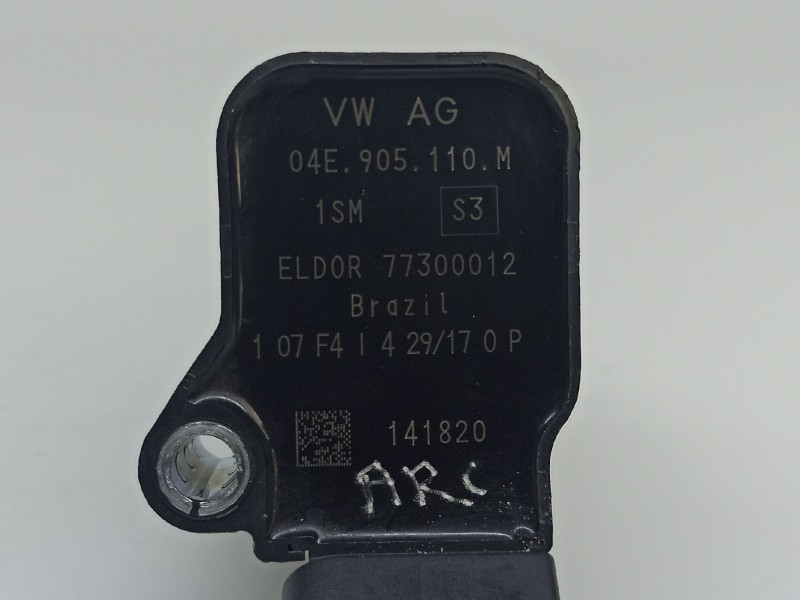 VW AG
04E.905.110.M
1SM S3
ELDOR 77300012
Brazil
1 07 F4 I 4 29/17 0 P
141820
ARC